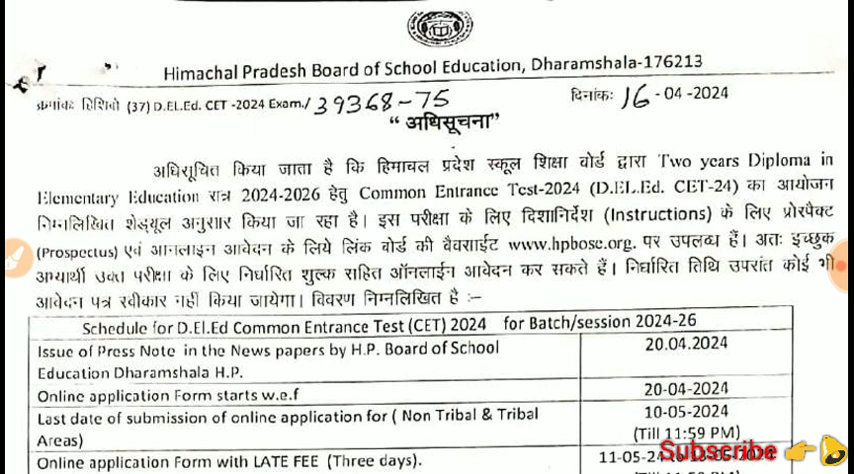 Himachal Pradesh Board of School Education, Dharamshala-176213
क्रमांकः हिशिबो (37) D.EL.Ed. CET -2024 Exam./ 39368-75
दिनांकः 16 - 04 -2024
“ अधिसूचना”
अधिसूचित किया जाता है कि हिमाचल प्रदेश स्कूल शिक्षा बोर्ड द्वारा Two years Diploma in
Elementary Education सत्र 2024-2026 हेतु Common Entrance Test-2024 (D.EL.Ed. CET-24) का आयोजन
निम्नलिखित शेड्यूल अनुसार किया जा रहा है। इस परीक्षा के लिए दिशानिर्देश (Instructions) के लिए प्रोस्पैक्ट
(Prospectus) एवं आनलाइन आवेदन के लिये लिंक बोर्ड की वैबसाईट www.hpbose.org. पर उपलब्ध हैं। अतः इच्छुक
अभ्यार्थी उक्त परीक्षा के लिए निर्धारित शुल्क सहित ऑनलाईन आवेदन कर सकते हैं। निर्धारित तिथि उपरांत कोई भी
आवेदन पत्र स्वीकार नहीं किया जायेगा। विवरण निम्नलिखित है :–
Schedule for D.El.Ed Common Entrance Test (CET) 2024 for Batch/session 2024-26
Issue of Press Note in the News papers by H.P. Board of School
Education Dharamshala H.P.
20.04.2024
Online application Form starts w.e.f
20-04-2024
Last date of submission of online application for ( Non Tribal & Tribal
Areas)
10-05-2024
(Till 11:59 PM)
Subscribe
Online application Form with LATE FEE (Three days).
11-05-24